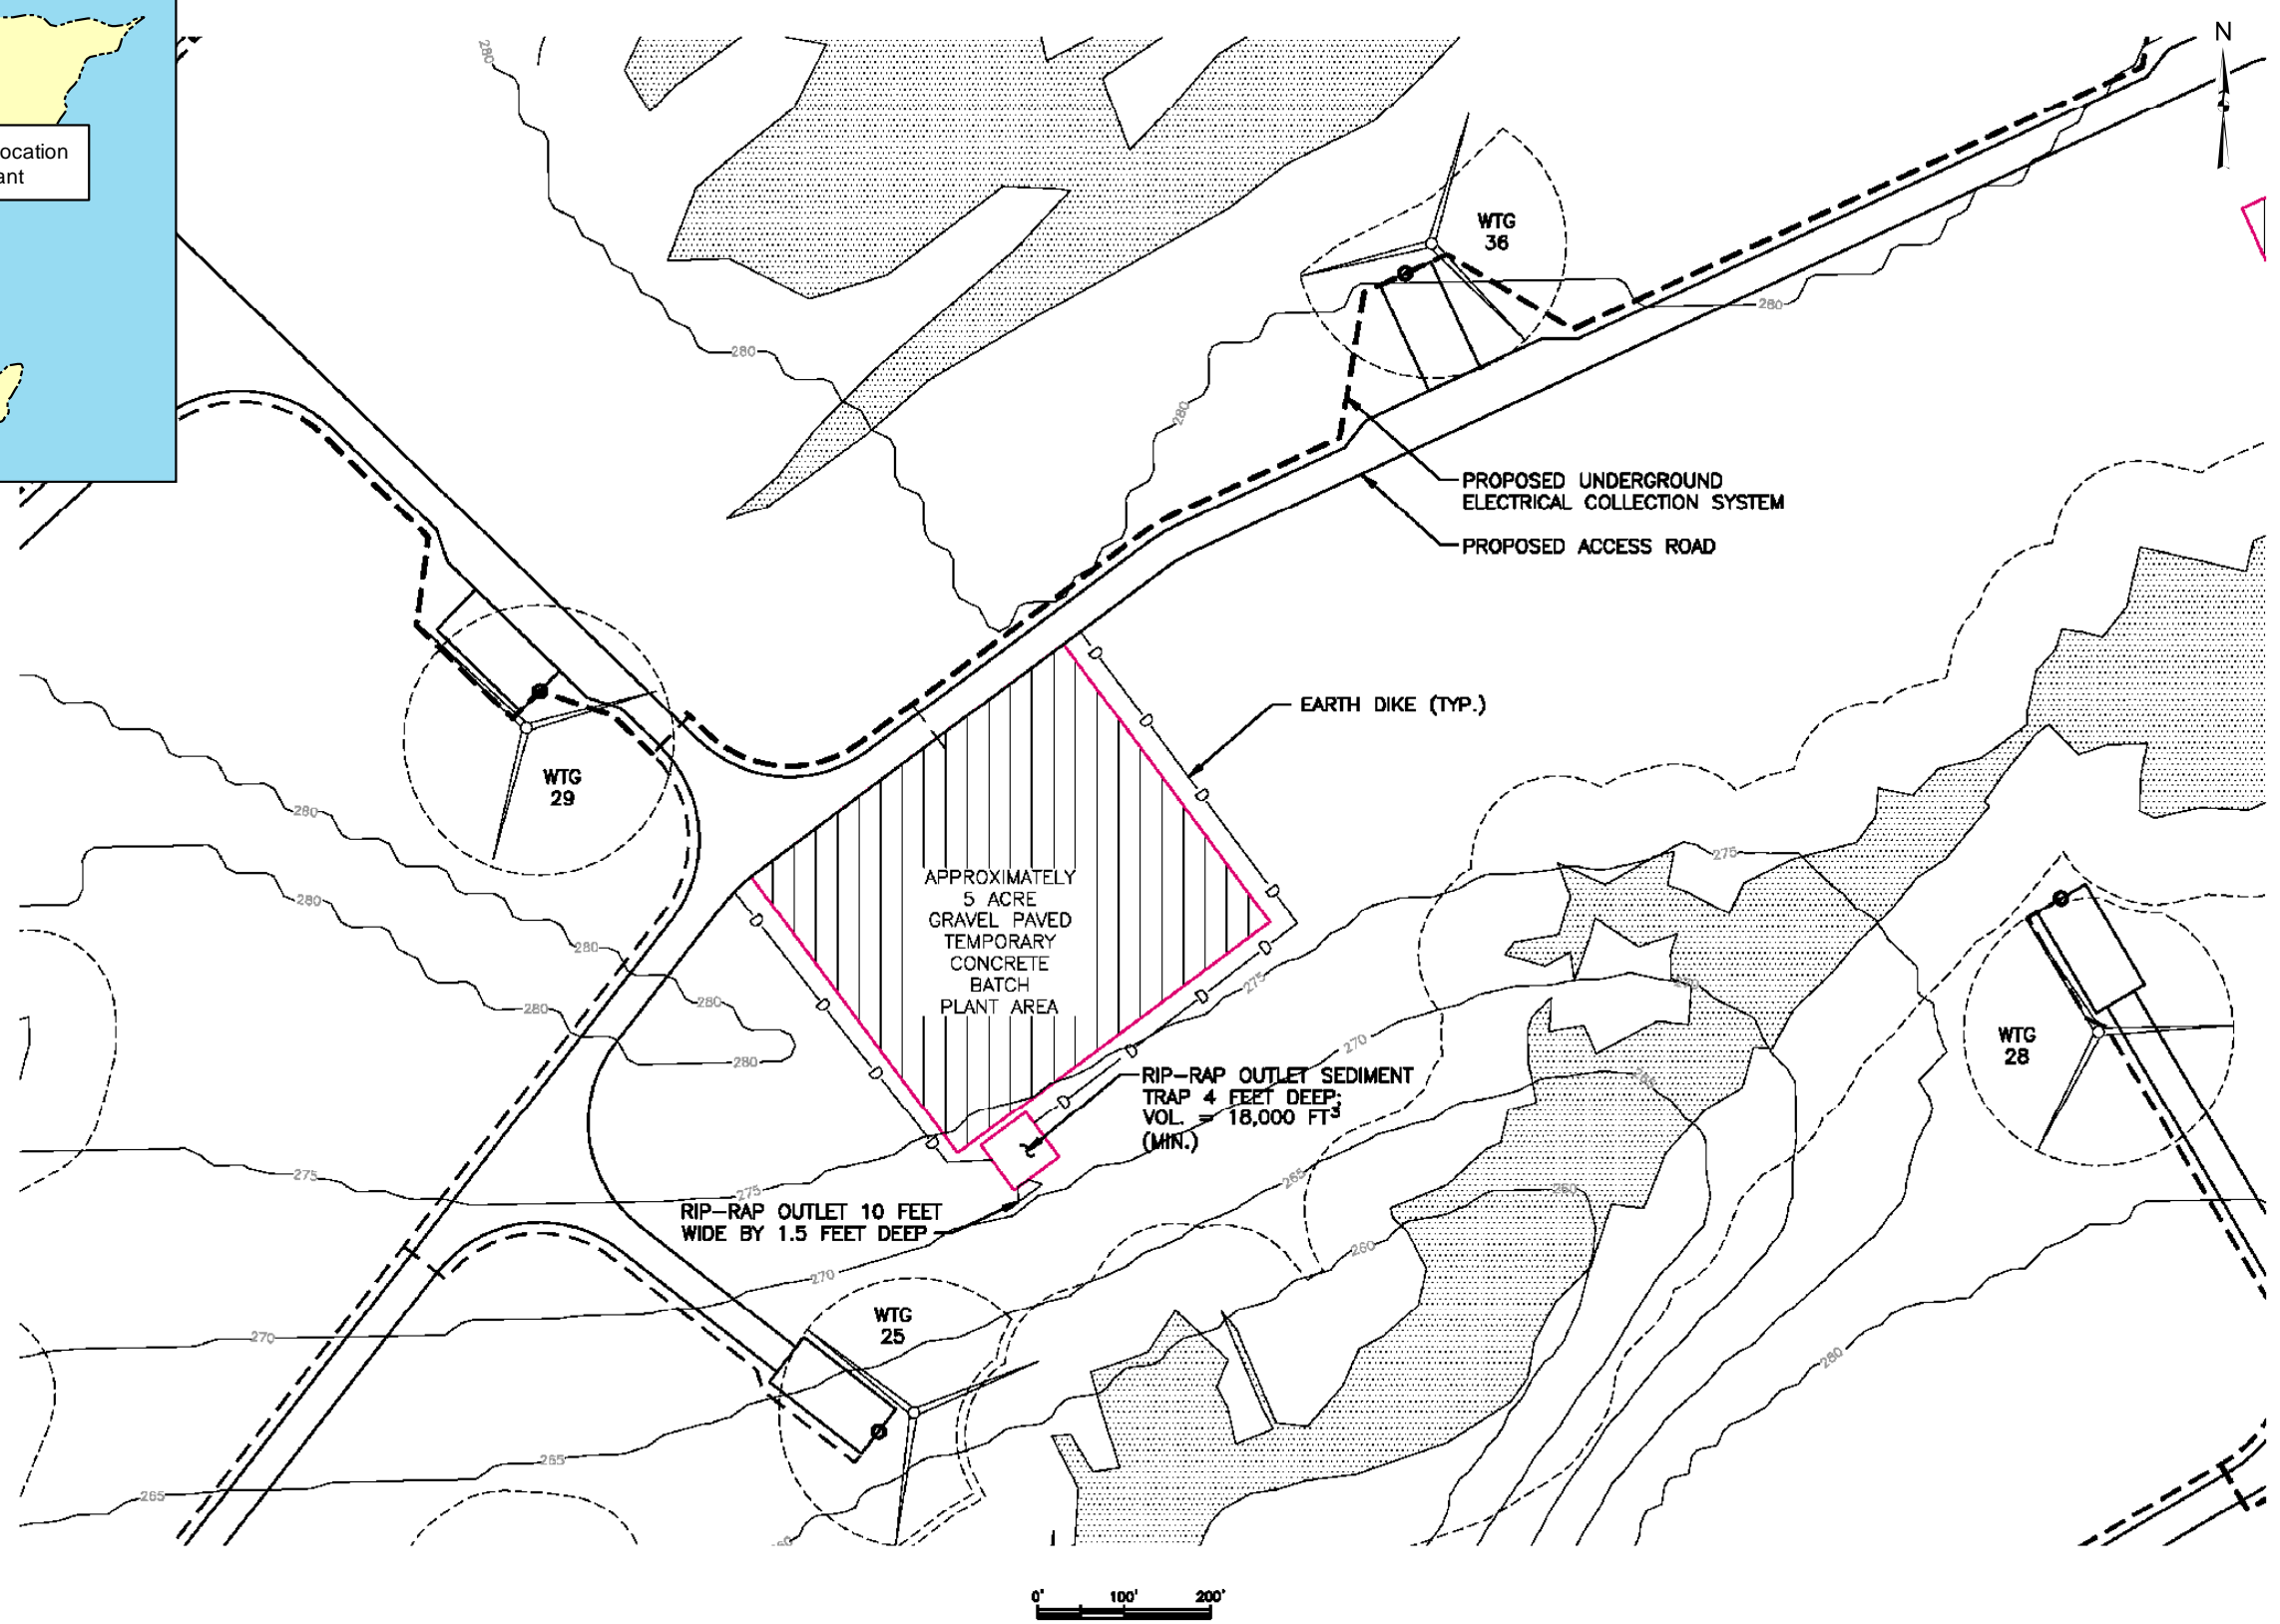 N
ocation
ant
280
WTG
36
280
280
280
PROPOSED UNDERGROUND
ELECTRICAL COLLECTION SYSTEM
PROPOSED ACCESS ROAD
EARTH DIKE (TYP.)
WTG
29
280
280
280
280
280
280
275
APPROXIMATELY
5 ACRE
GRAVEL PAVED
TEMPORARY
CONCRETE
BATCH
PLANT AREA
275
270
WTG
28
RIP-RAP OUTLET SEDIMENT
TRAP 4 FEET DEEP;
VOL. = 18,000 FT³
(MIN.)
275
275
265
260
RIP-RAP OUTLET 10 FEET
WIDE BY 1.5 FEET DEEP
260
270
WTG
25
270
280
265
265
0' 100' 200'